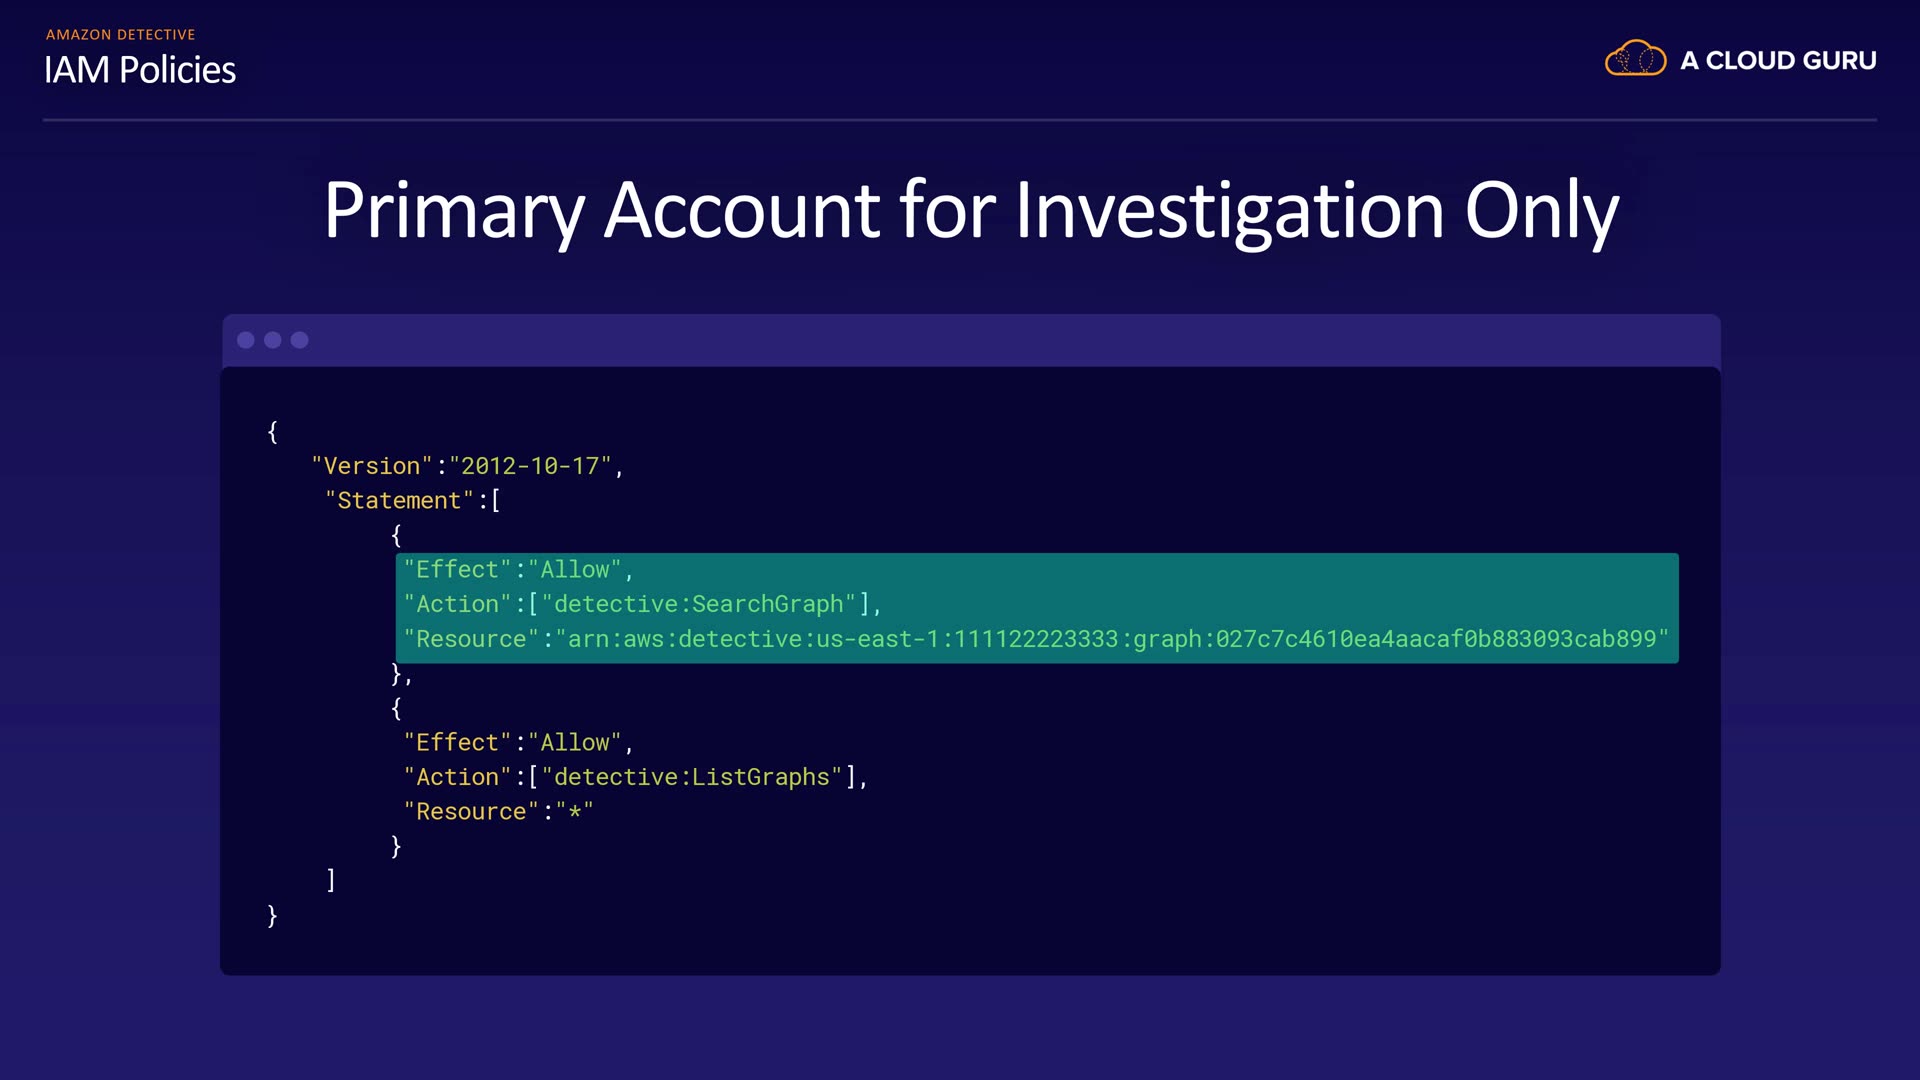 AMAZON DETECTIVE
IAM Policies
A CLOUD GURU
Primary Account for Investigation Only
{
"Version":"2012-10-17",
"Statement":[
{
"Effect":"Allow",
"Action":["detective:SearchGraph"],
"Resource":"arn:aws:detective:us-east-1:111122223333:graph:027c7c4610ea4aacaf0b883093cab899"
},
{
"Effect":"Allow",
"Action":["detective:ListGraphs"],
"Resource":"*"
}
]
}